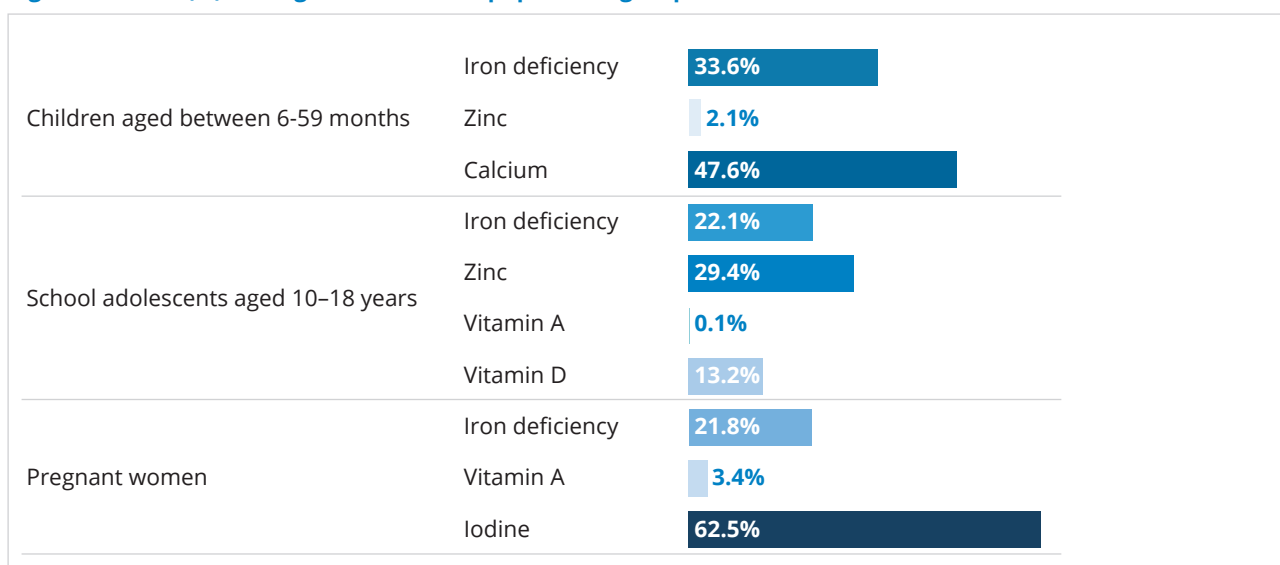 Children aged between 6-59 months
Iron deficiency 33.6%
Zinc 2.1%
Calcium 47.6%
School adolescents aged 10–18 years
Iron deficiency 22.1%
Zinc 29.4%
Vitamin A 0.1%
Vitamin D 13.2%
Pregnant women
Iron deficiency 21.8%
Vitamin A 3.4%
Iodine 62.5%